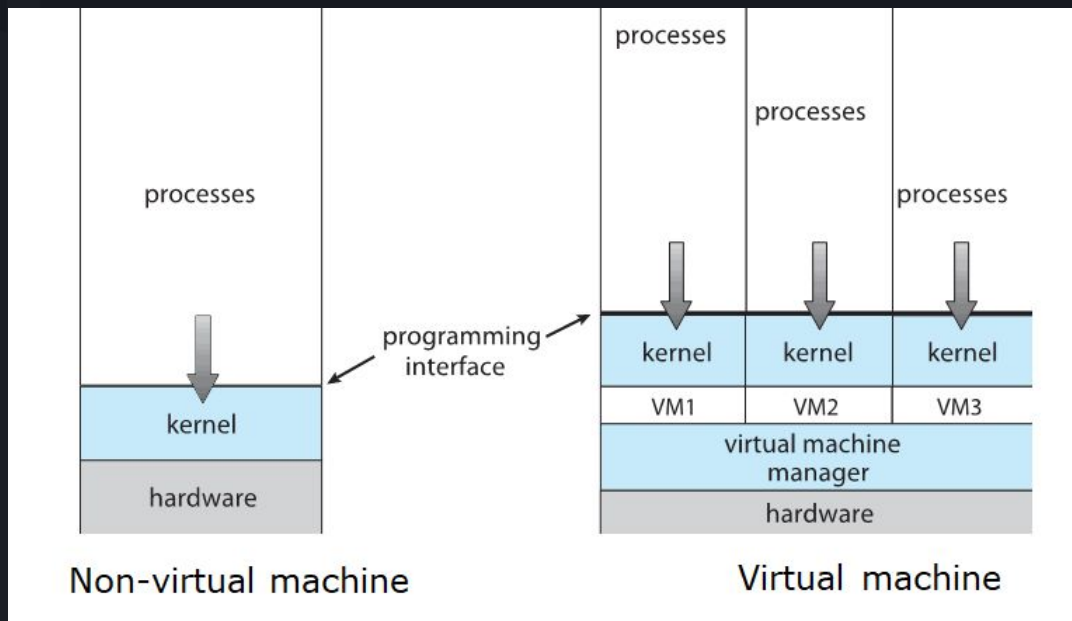 processes
kernel
hardware
Non-virtual machine
programming
interface
processes
processes
processes
kernel
kernel
kernel
VM1
VM2
VM3
virtual machine
manager
hardware
Virtual machine